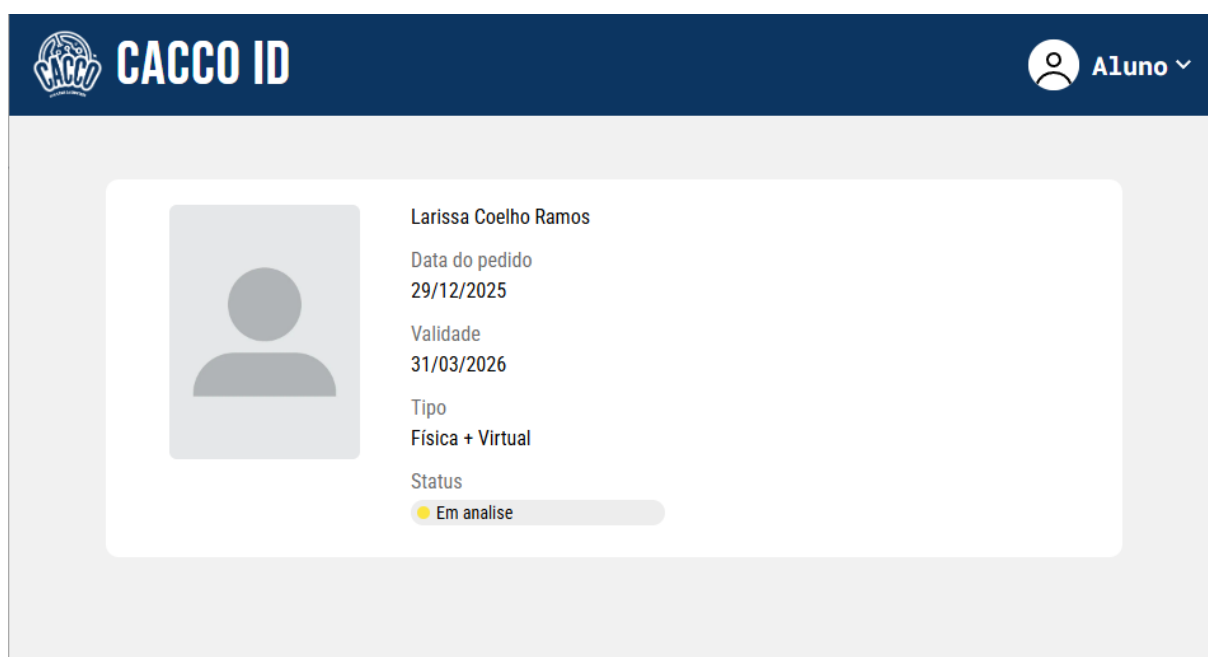 CACCO
CACCO ID
Aluno
Larissa Coelho Ramos
Data do pedido
29/12/2025
Validade
31/03/2026
Tipo
Física + Virtual
Status
Em analise